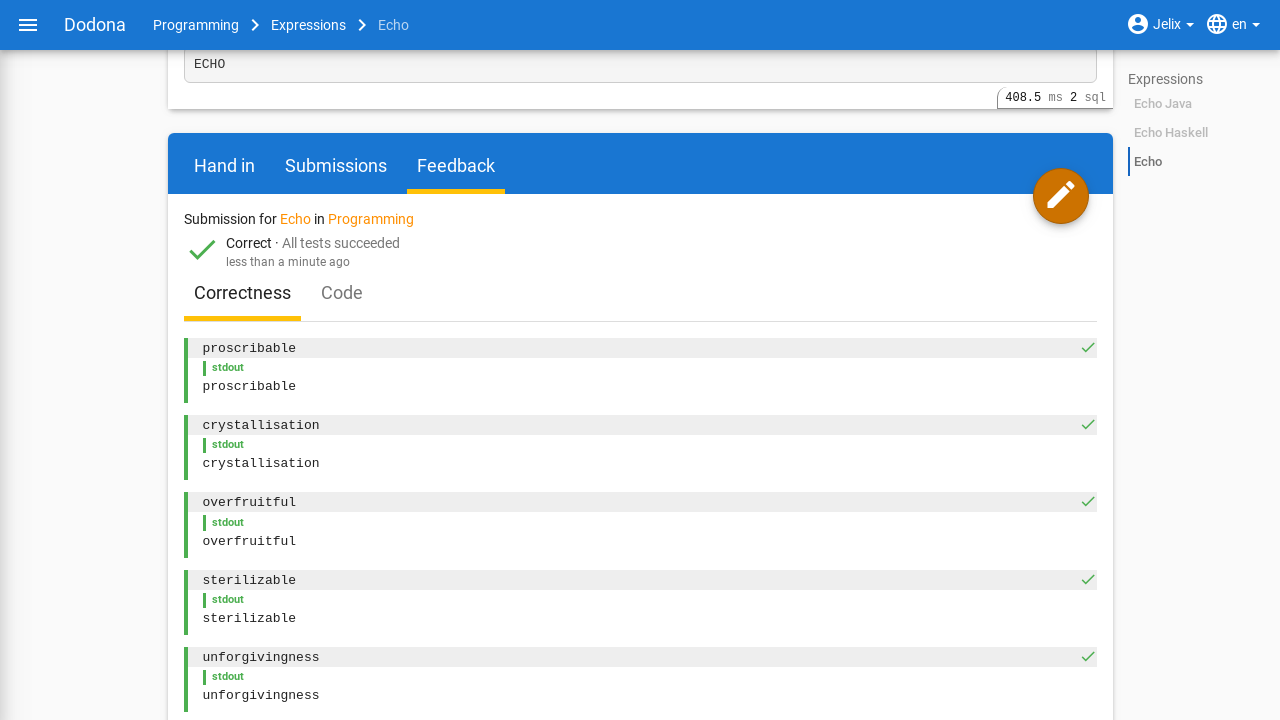 Dodona Programming Expressions Echo Jelix en
ECHO
408.5 ms 2 sql
Expressions
Echo Java
Echo Haskell
Echo
Hand in Submissions Feedback
Submission for Echo in Programming
Correct · All tests succeeded
less than a minute ago
Correctness Code
proscribable
stdout
proscribable
crystallisation
stdout
crystallisation
overfruitful
stdout
overfruitful
sterilizable
stdout
sterilizable
unforgivingness
stdout
unforgivingness